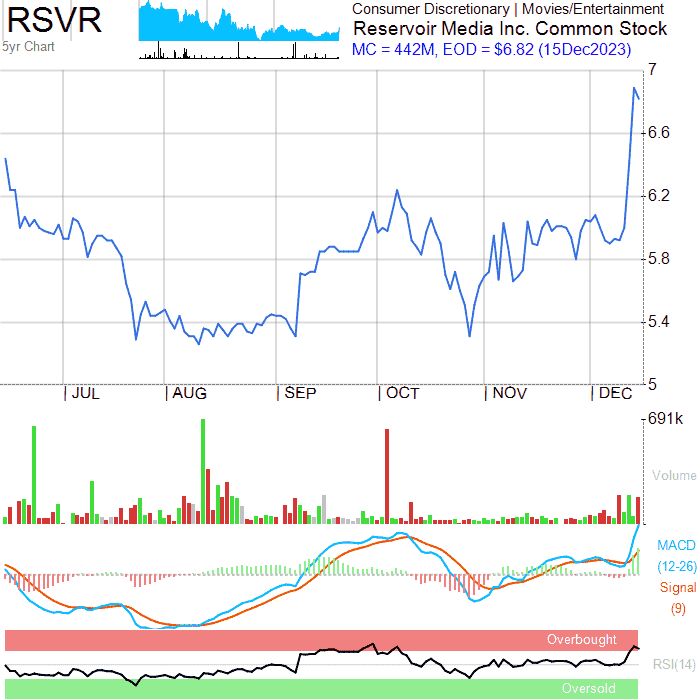 RSVR
5yr Chart
Consumer Discretionary | Movies/Entertainment
Reservoir Media Inc. Common Stock
MC = 442M, EOD = $6.82 (15Dec2023)
7
6.6
6.2
5.8
5.4
5
JUL AUG SEP OCT NOV DEC
691k
Volume
MACD
(12-26)
Signal
(9)
Overbought
RSI(14)
Oversold